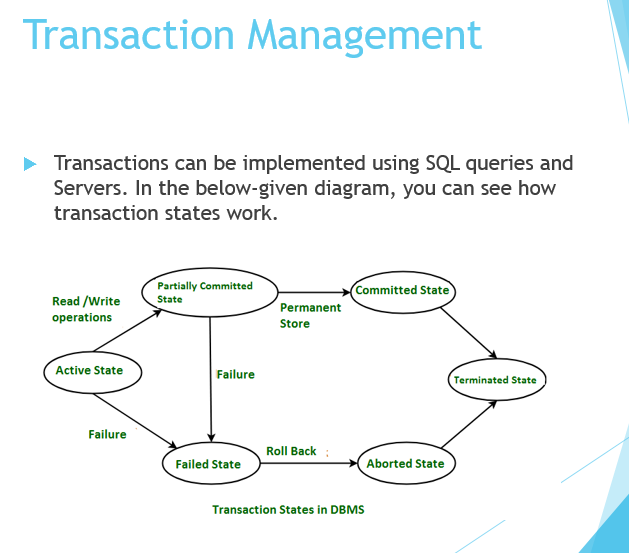 Transaction Management
Transactions can be implemented using SQL queries and
Servers. In the below-given diagram, you can see how
transaction states work.
Partially Committed
State
Committed State
Read /Write
operations
Permanent
Store
Active State
Failure
Terminated State
Failure
Roll Back :
Failed State
Aborted State
Transaction States in DBMS